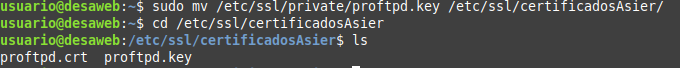 usuario@desaweb:~$ sudo mv /etc/ssl/private/proftpd.key /etc/ssl/certificadosAsier/
usuario@desaweb:~$ cd /etc/ssl/certificadosAsier
usuario@desaweb:/etc/ssl/certificadosAsier$ ls
proftpd.crt  proftpd.key